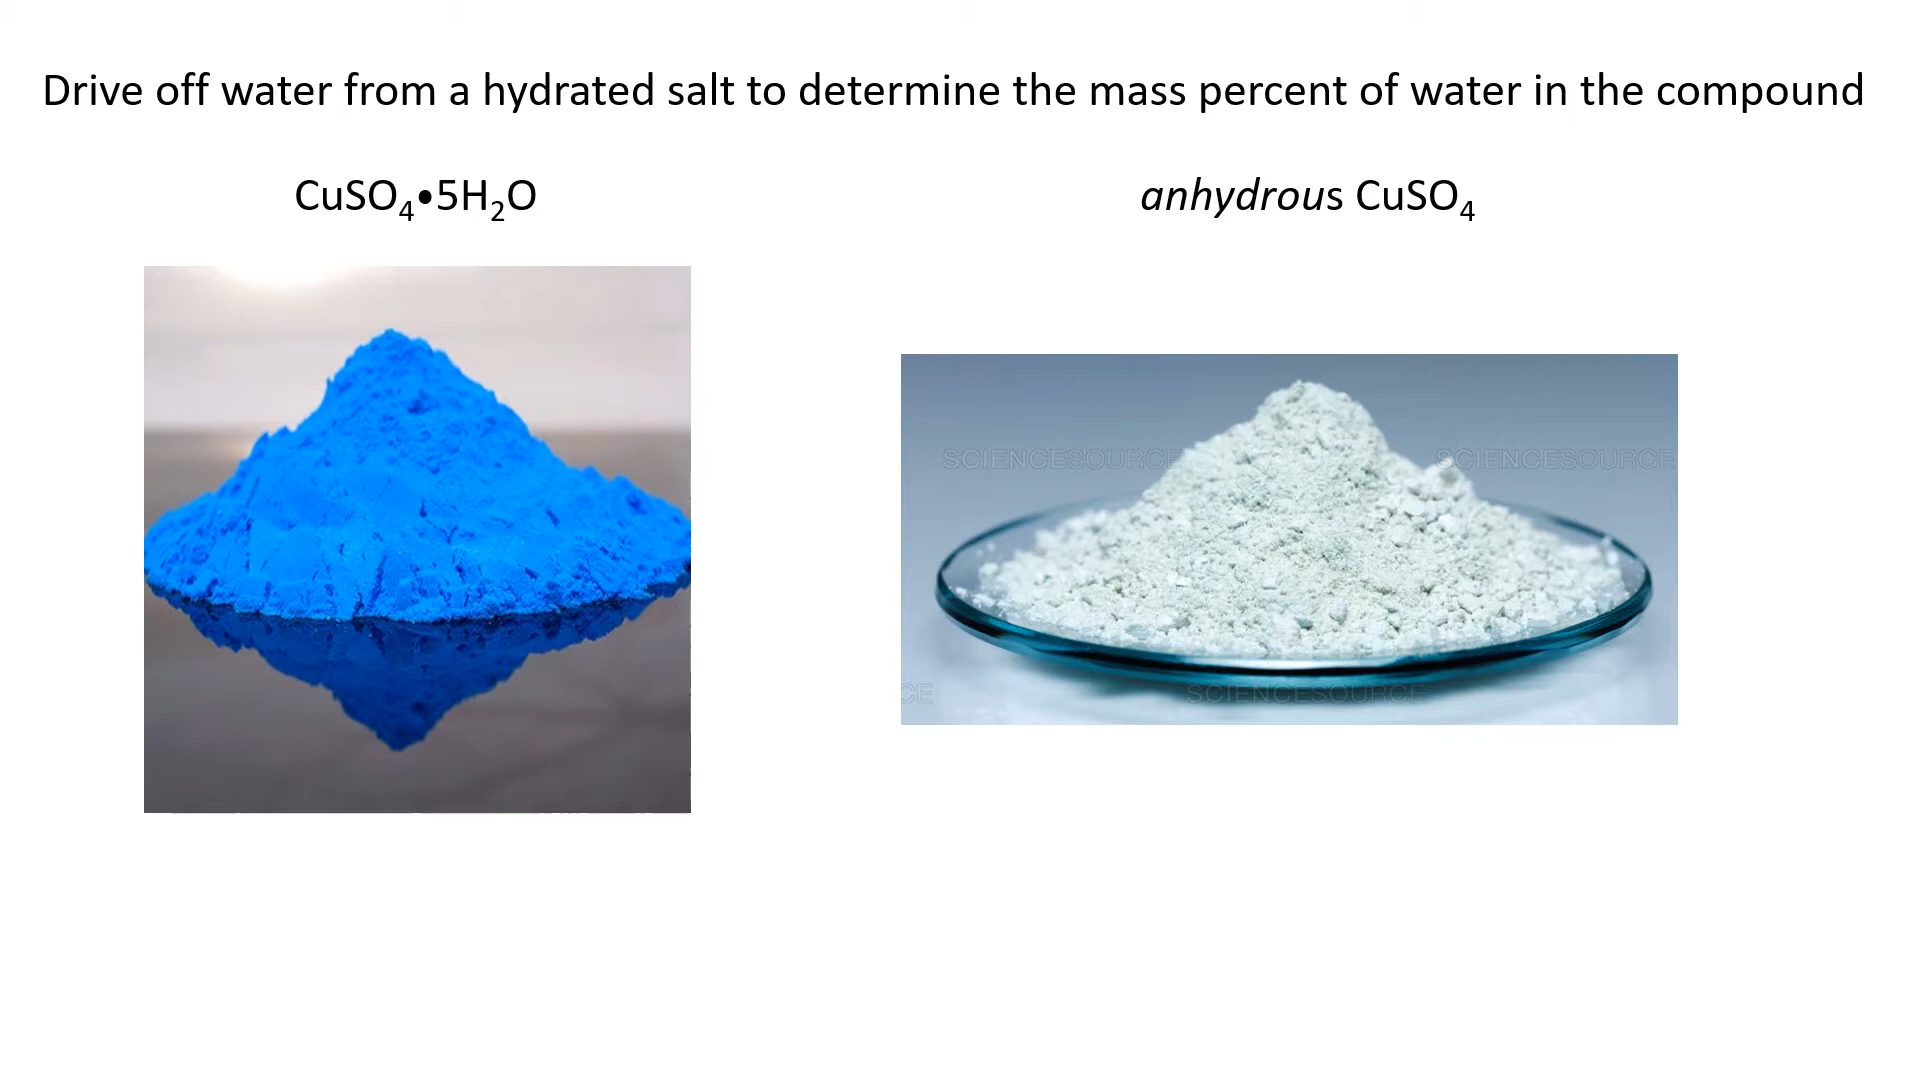 Drive off water from a hydrated salt to determine the mass percent of water in the compound
CuSO₄•5H₂O
anhydrous CuSO₄
SCIENCESOURCE
SCIENCESOURCE
CE
SCIENCESOURCE